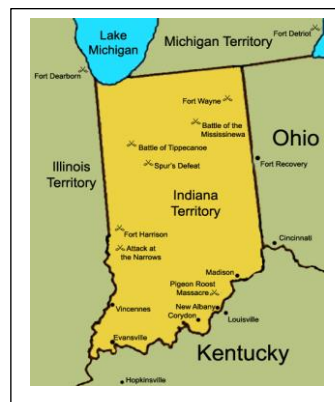 Lake
Michigan
Michigan Territory
Fort Detriot
Fort Dearborn
Fort Wayne
Battle of the
Mississinewa
Ohio
Battle of Tippecanoe
Illinois
Territory
Spur's Defeat
Fort Recovery
Indiana
Territory
Fort Harrison
Attack at
the Narrows
Cincinnati
Madison
Pigeon Roost
Massacre
Vincennes
New Albany
Corydon
Louisville
Evansville
Kentucky
Hopkinsville